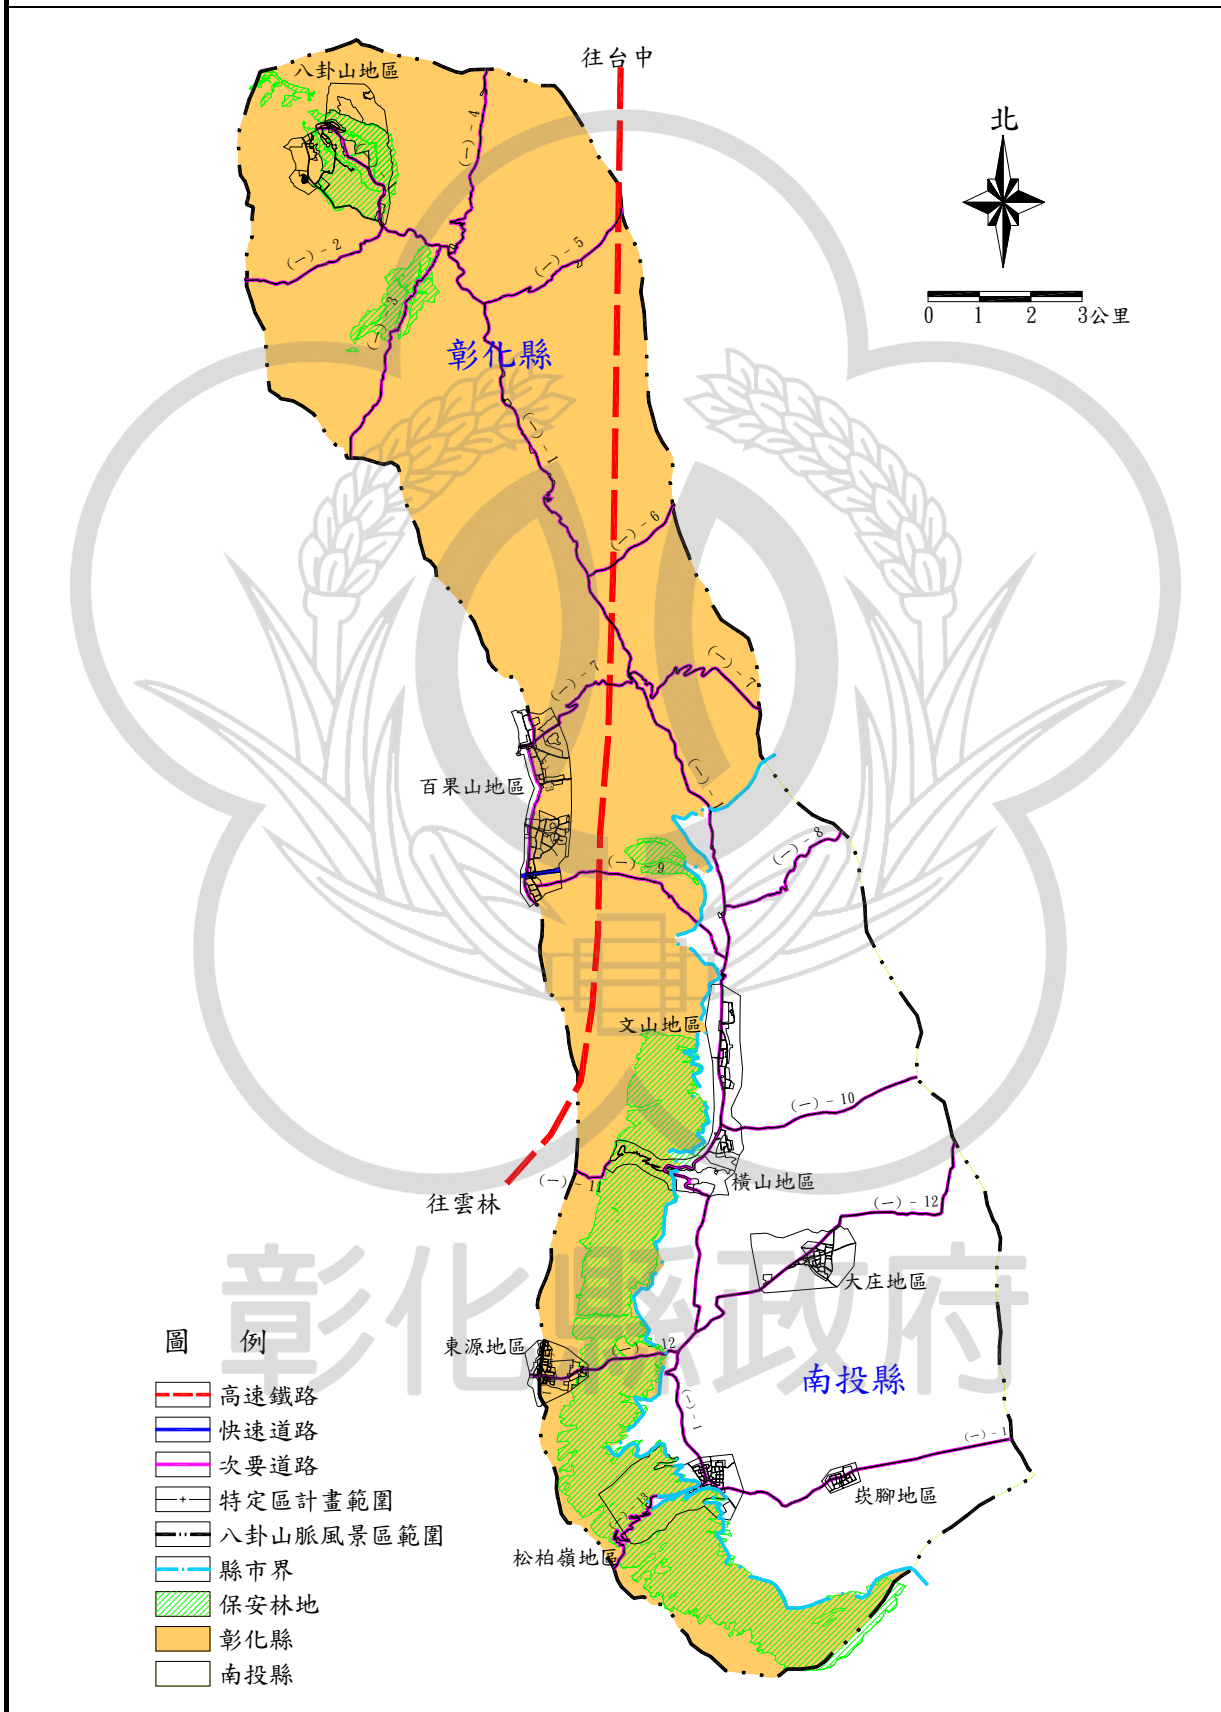 往台中
八卦山地區
北
(一)-4
(一)-2
(一)-5
(一)-3
0 1 2 3公里
彰化縣
(一)-1
(一)-6
(一)-7
(一)-7
百果山地區
(一)-1
(一)-8
(一)-9
文山地區
(一)-10
(一)-11
橫山地區
往雲林
(一)-12
大庄地區
彰化縣政府
東源地區
(一)-12
南投縣
(一)-1
(一)-1
崁腳地區
13
松柏嶺地區
圖 例
高速鐵路
快速道路
次要道路
特定區計畫範圍
八卦山脈風景區範圍
縣市界
保安林地
彰化縣
南投縣